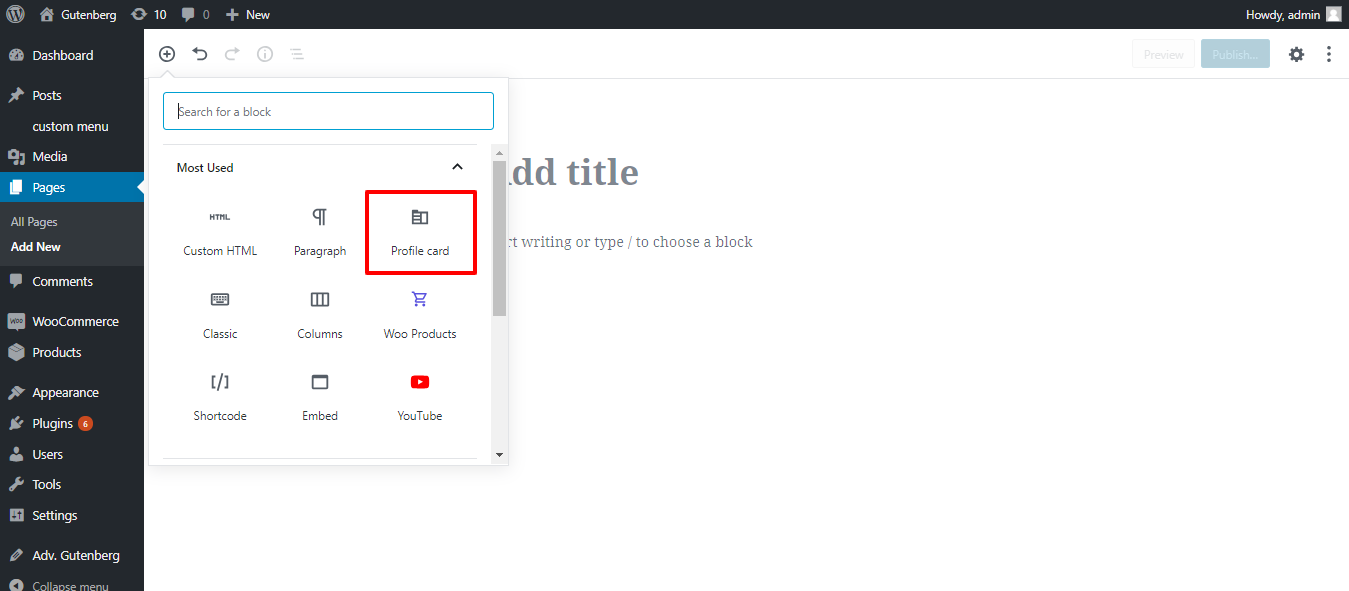 Gutenberg 10 0 New Howdy, admin
Dashboard
Posts
custom menu
Media
Pages
All Pages
Add New
Comments
WooCommerce
Products
Appearance
Plugins 6
Users
Tools
Settings
Adv. Gutenberg
Collapse menu
Preview Publish...
Search for a block
Most Used
HTML
Custom HTML Paragraph Profile card
Classic Columns Woo Products
[/]
Shortcode Embed YouTube
dd title
rt writing or type / to choose a block